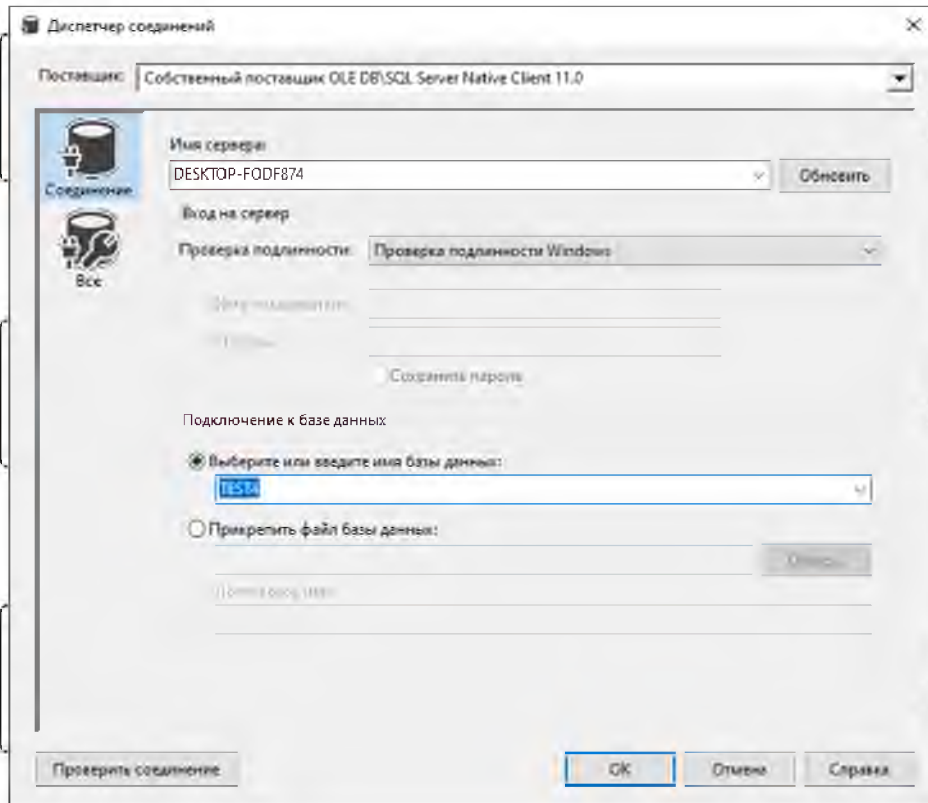 Диспетчер соединений
Поставщик: Собственный поставщик OLE DB\SQL Server Native Client 11.0
Соединение
Все
Имя сервера:
DESKTOP-FODF874
Обновить
Вход на сервер
Проверка подлинности: Проверка подлинности Windows
Сохранить пароль
Подключение к базе данных
Выберите или введите имя базы данных:
Прикрепить файл базы данных:
Проверить соединение
OK
Отмена
Справка